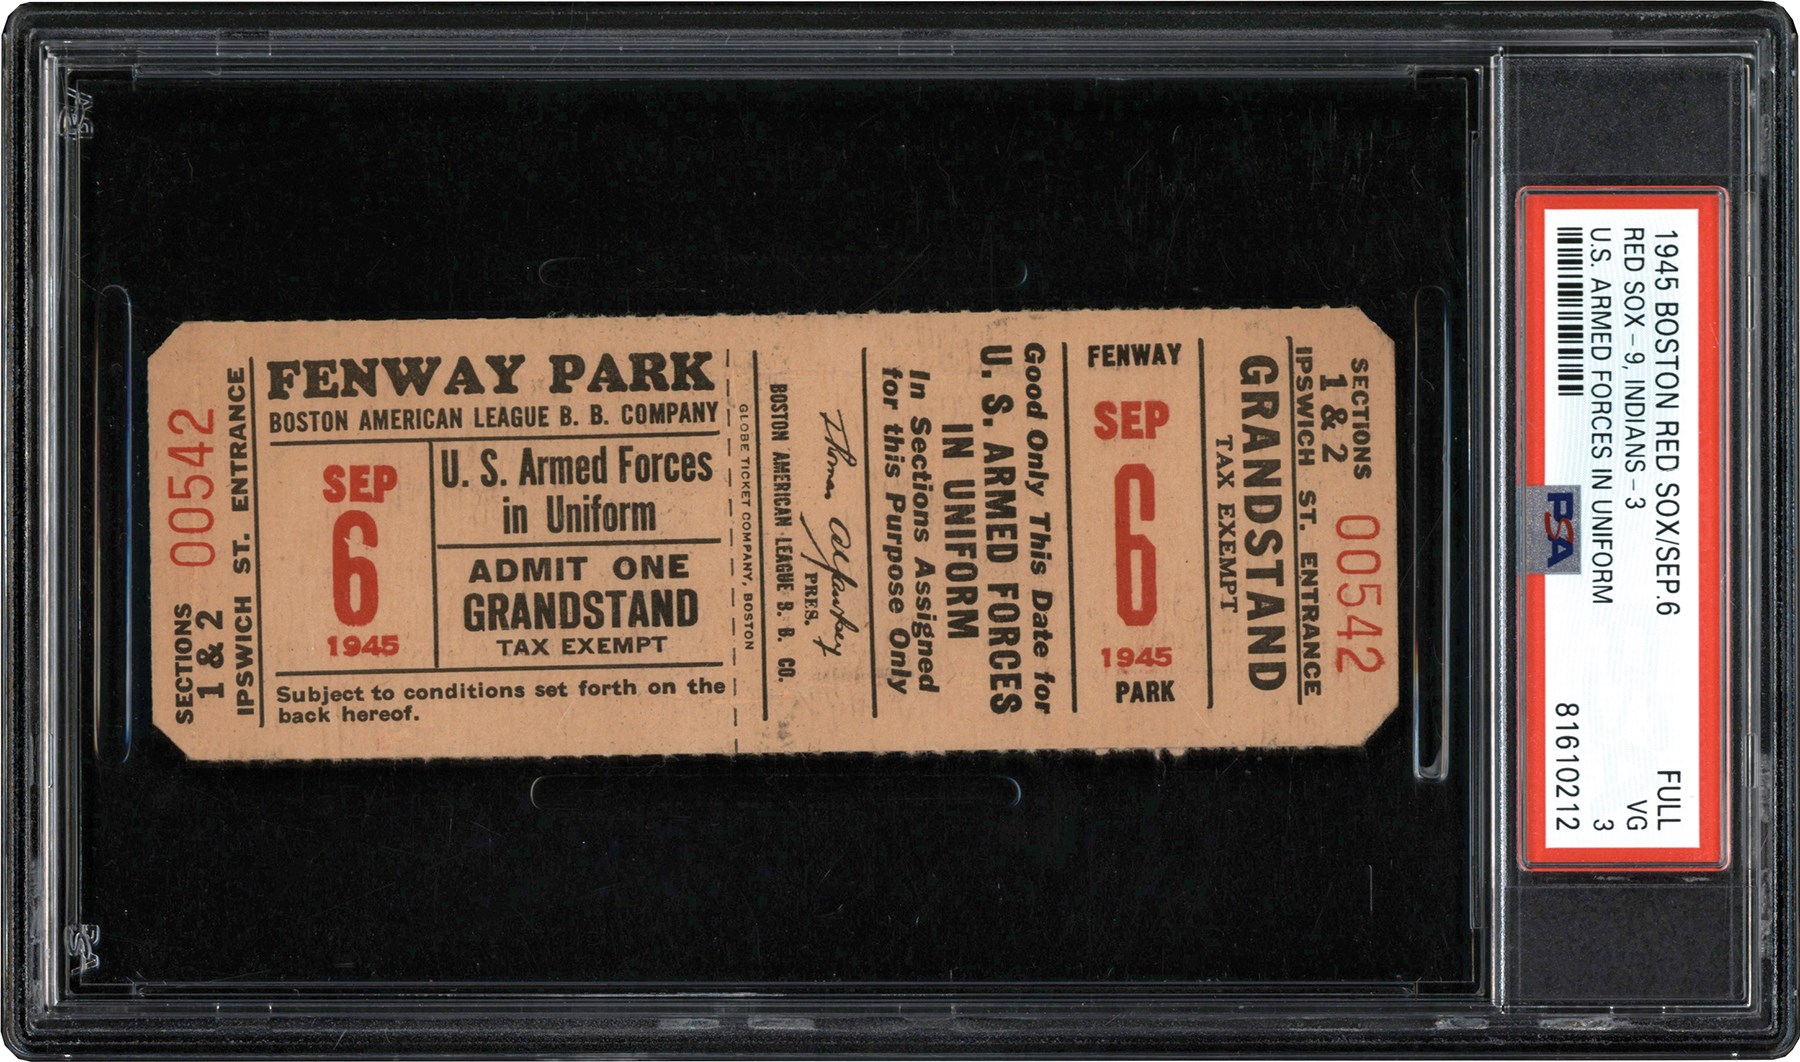 SECTIONS
1 & 2
IPSWICH ST. ENTRANCE
00542
FENWAY PARK
BOSTON AMERICAN LEAGUE B. B. COMPANY
SEP
6
1945
U. S. Armed Forces
in Uniform
ADMIT ONE
GRANDSTAND
TAX EXEMPT
Subject to conditions set forth on the
back hereof.
GLOBE TICKET COMPANY, BOSTON
SECTIONS
1 & 2
IPSWICH ST. ENTRANCE
00542
GRANDSTAND
TAX EXEMPT
FENWAY
SEP
6
1945
PARK
Good Only This Date for
U. S. ARMED FORCES
IN UNIFORM
In Sections Assigned
for this Purpose Only
Thomas A Yawkey
PRES.
BOSTON AMERICAN LEAGUE B. B. CO.
1945 BOSTON RED SOX/SEP.6 FULL
RED SOX - 9, INDIANS - 3 VG
U.S. ARMED FORCES IN UNIFORM 3
81610212
PSA